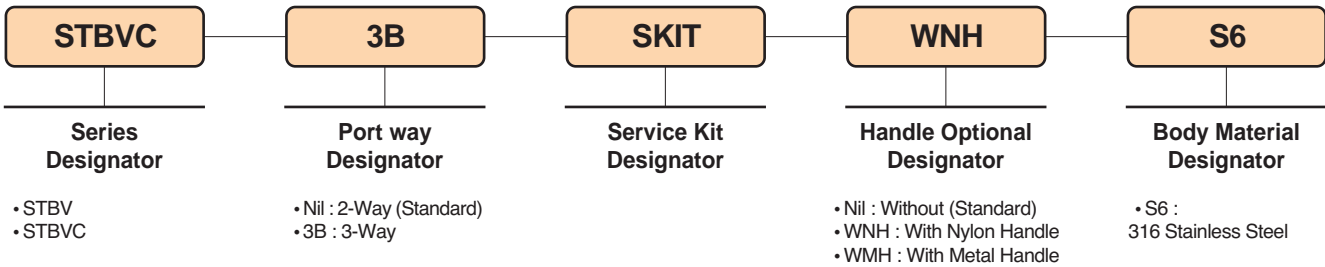 STBVC 3B SKIT WNH S6
Series
Designator
• STBV
• STBVC
Port way
Designator
• Nil : 2-Way (Standard)
• 3B : 3-Way
Service Kit
Designator
Handle Optional
Designator
• Nil : Without (Standard)
• WNH : With Nylon Handle
• WMH : With Metal Handle
Body Material
Designator
• S6 :
316 Stainless Steel